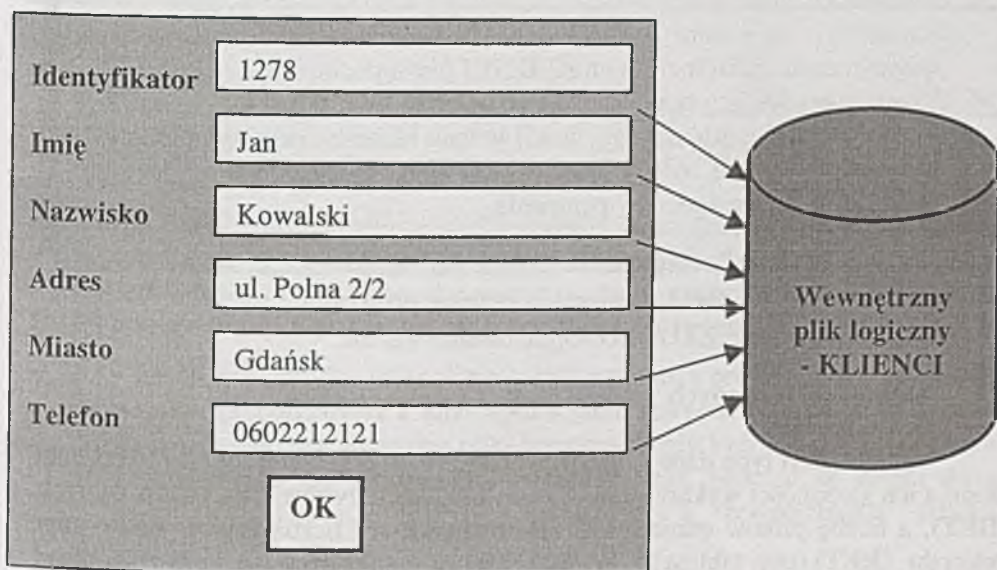 Identyfikator 1278
Imię Jan
Nazwisko Kowalski
Adres ul. Polna 2/2
Miasto Gdańsk
Telefon 0602212121
OK
Wewnętrzny
plik logiczny
- KLIENCI